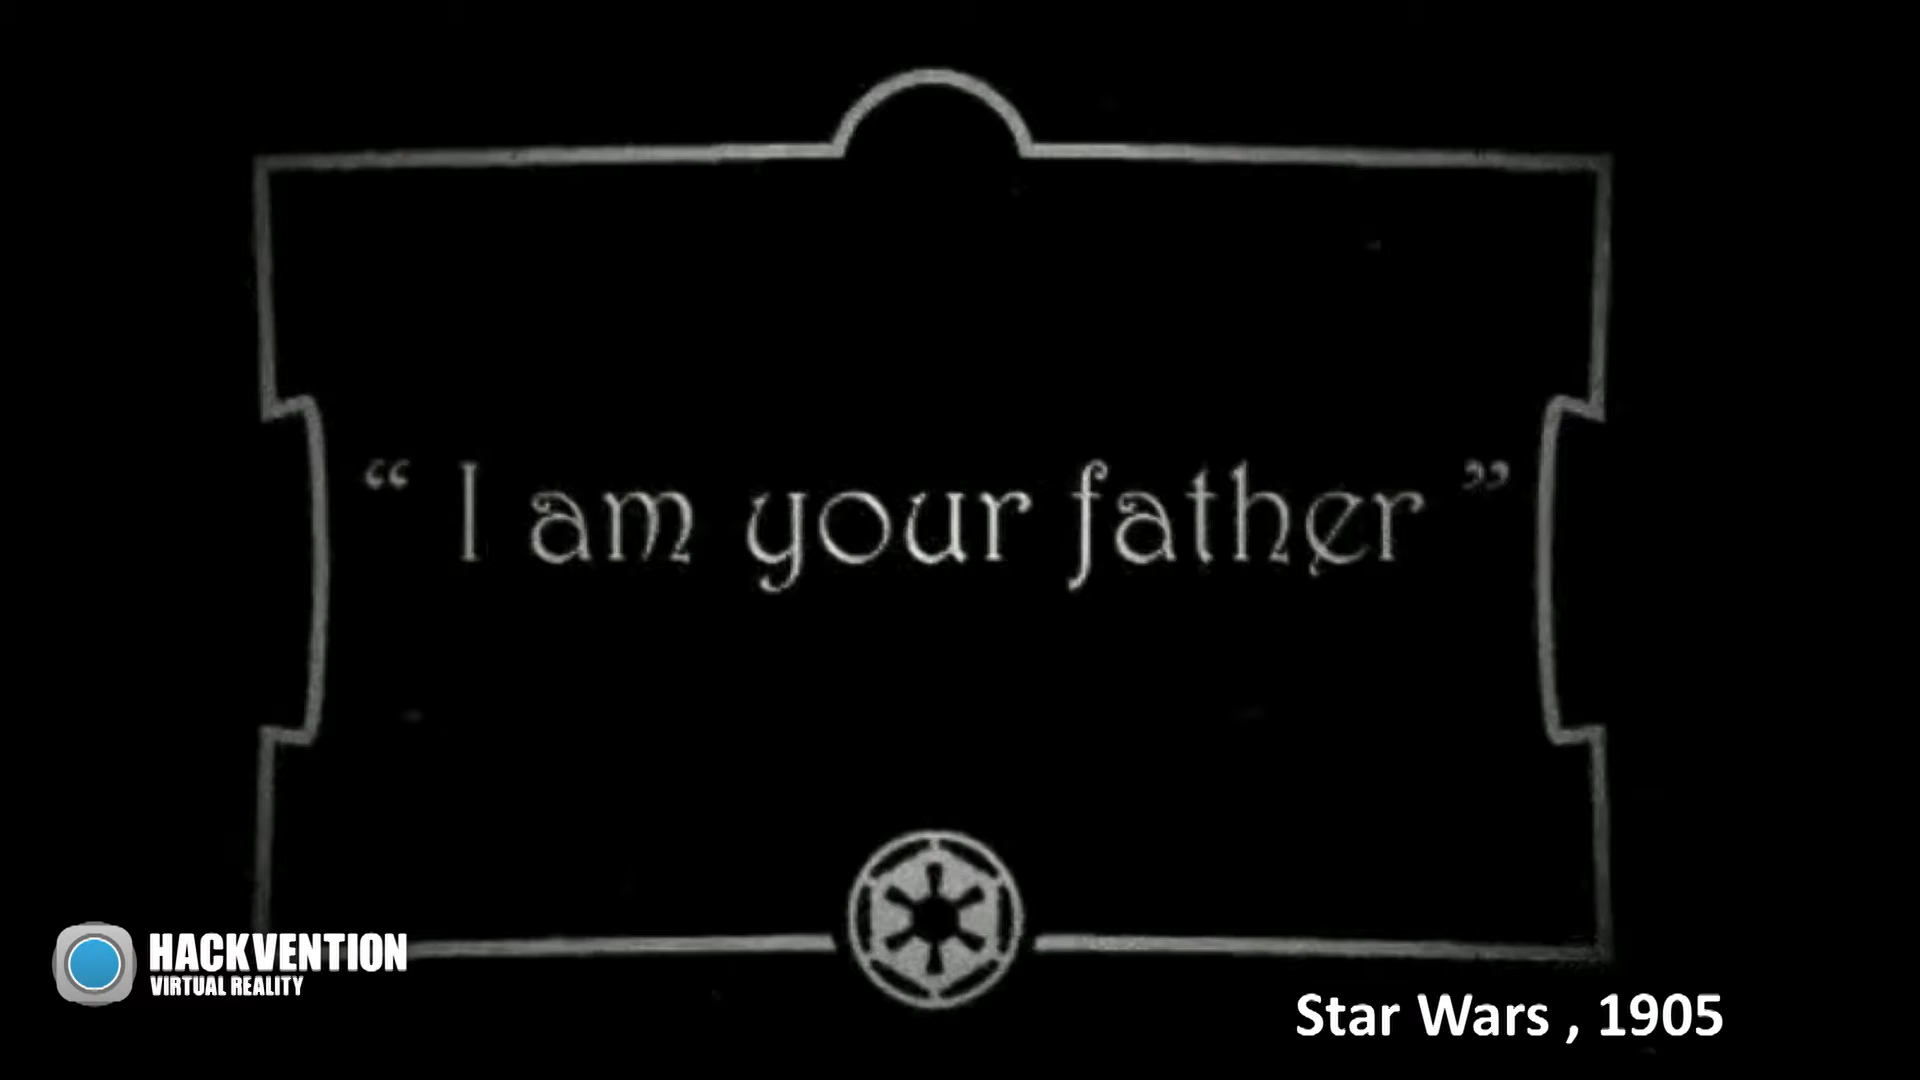 “ I am your father ”
HACKVENTION
VIRTUAL REALITY
Star Wars , 1905